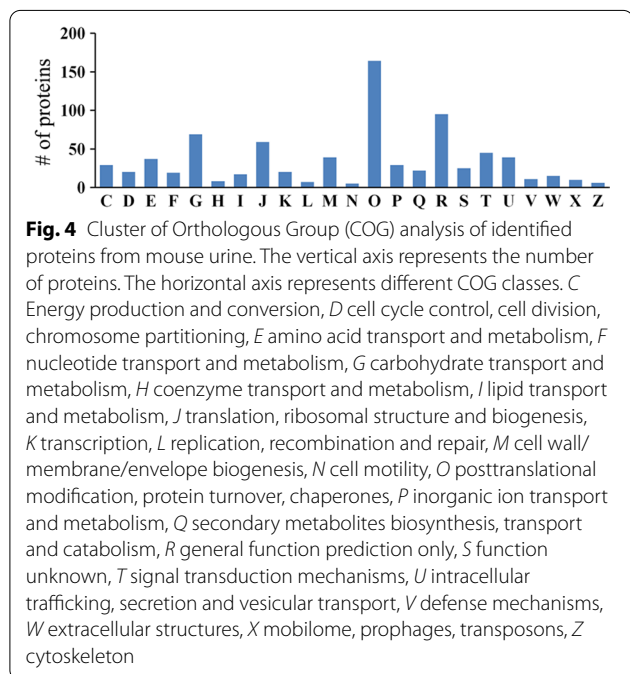 200
150
100
50
0
# of proteins
C D E F G H I J K L M N O P Q R S T U V W X Z
Fig. 4 Cluster of Orthologous Group (COG) analysis of identified
proteins from mouse urine. The vertical axis represents the number
of proteins. The horizontal axis represents different COG classes. C
Energy production and conversion, D cell cycle control, cell division,
chromosome partitioning, E amino acid transport and metabolism, F
nucleotide transport and metabolism, G carbohydrate transport and
metabolism, H coenzyme transport and metabolism, I lipid transport
and metabolism, J translation, ribosomal structure and biogenesis,
K transcription, L replication, recombination and repair, M cell wall/
membrane/envelope biogenesis, N cell motility, O posttranslational
modification, protein turnover, chaperones, P inorganic ion transport
and metabolism, Q secondary metabolites biosynthesis, transport
and catabolism, R general function prediction only, S function
unknown, T signal transduction mechanisms, U intracellular
trafficking, secretion and vesicular transport, V defense mechanisms,
W extracellular structures, X mobilome, prophages, transposons, Z
cytoskeleton